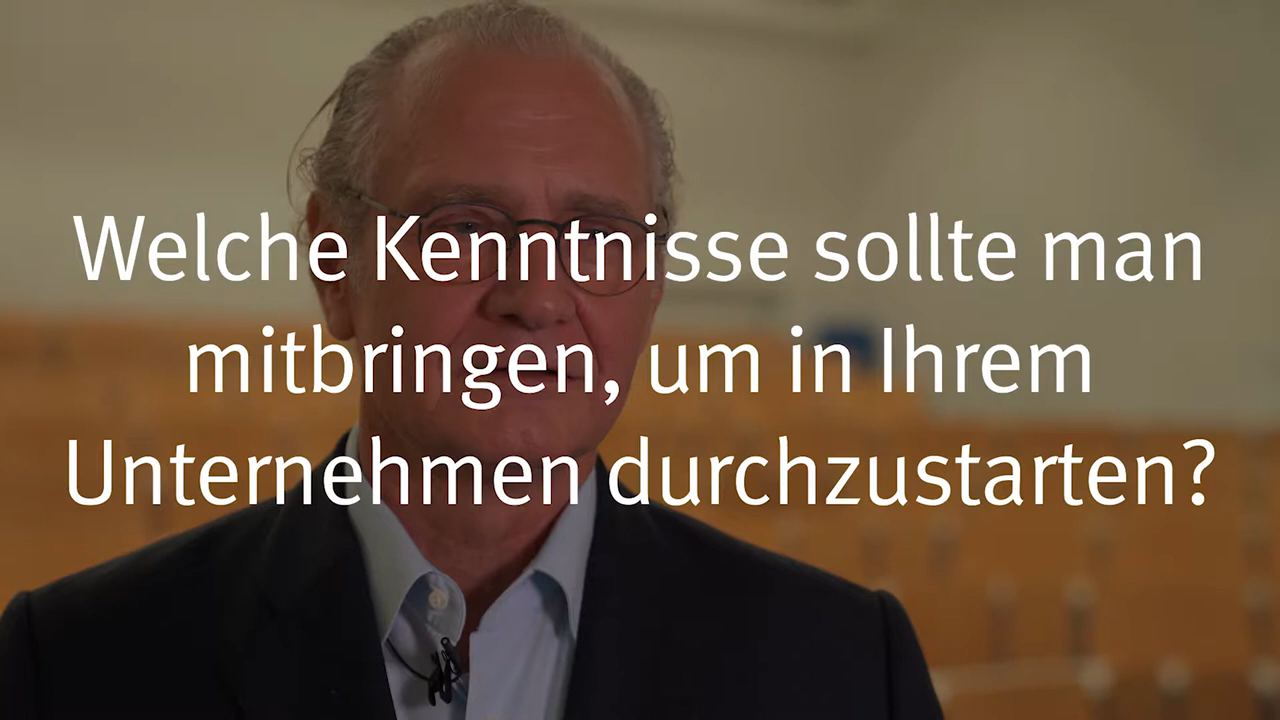 Welche Kenntnisse sollte man
mitbringen, um in Ihrem
Unternehmen durchzustarten?